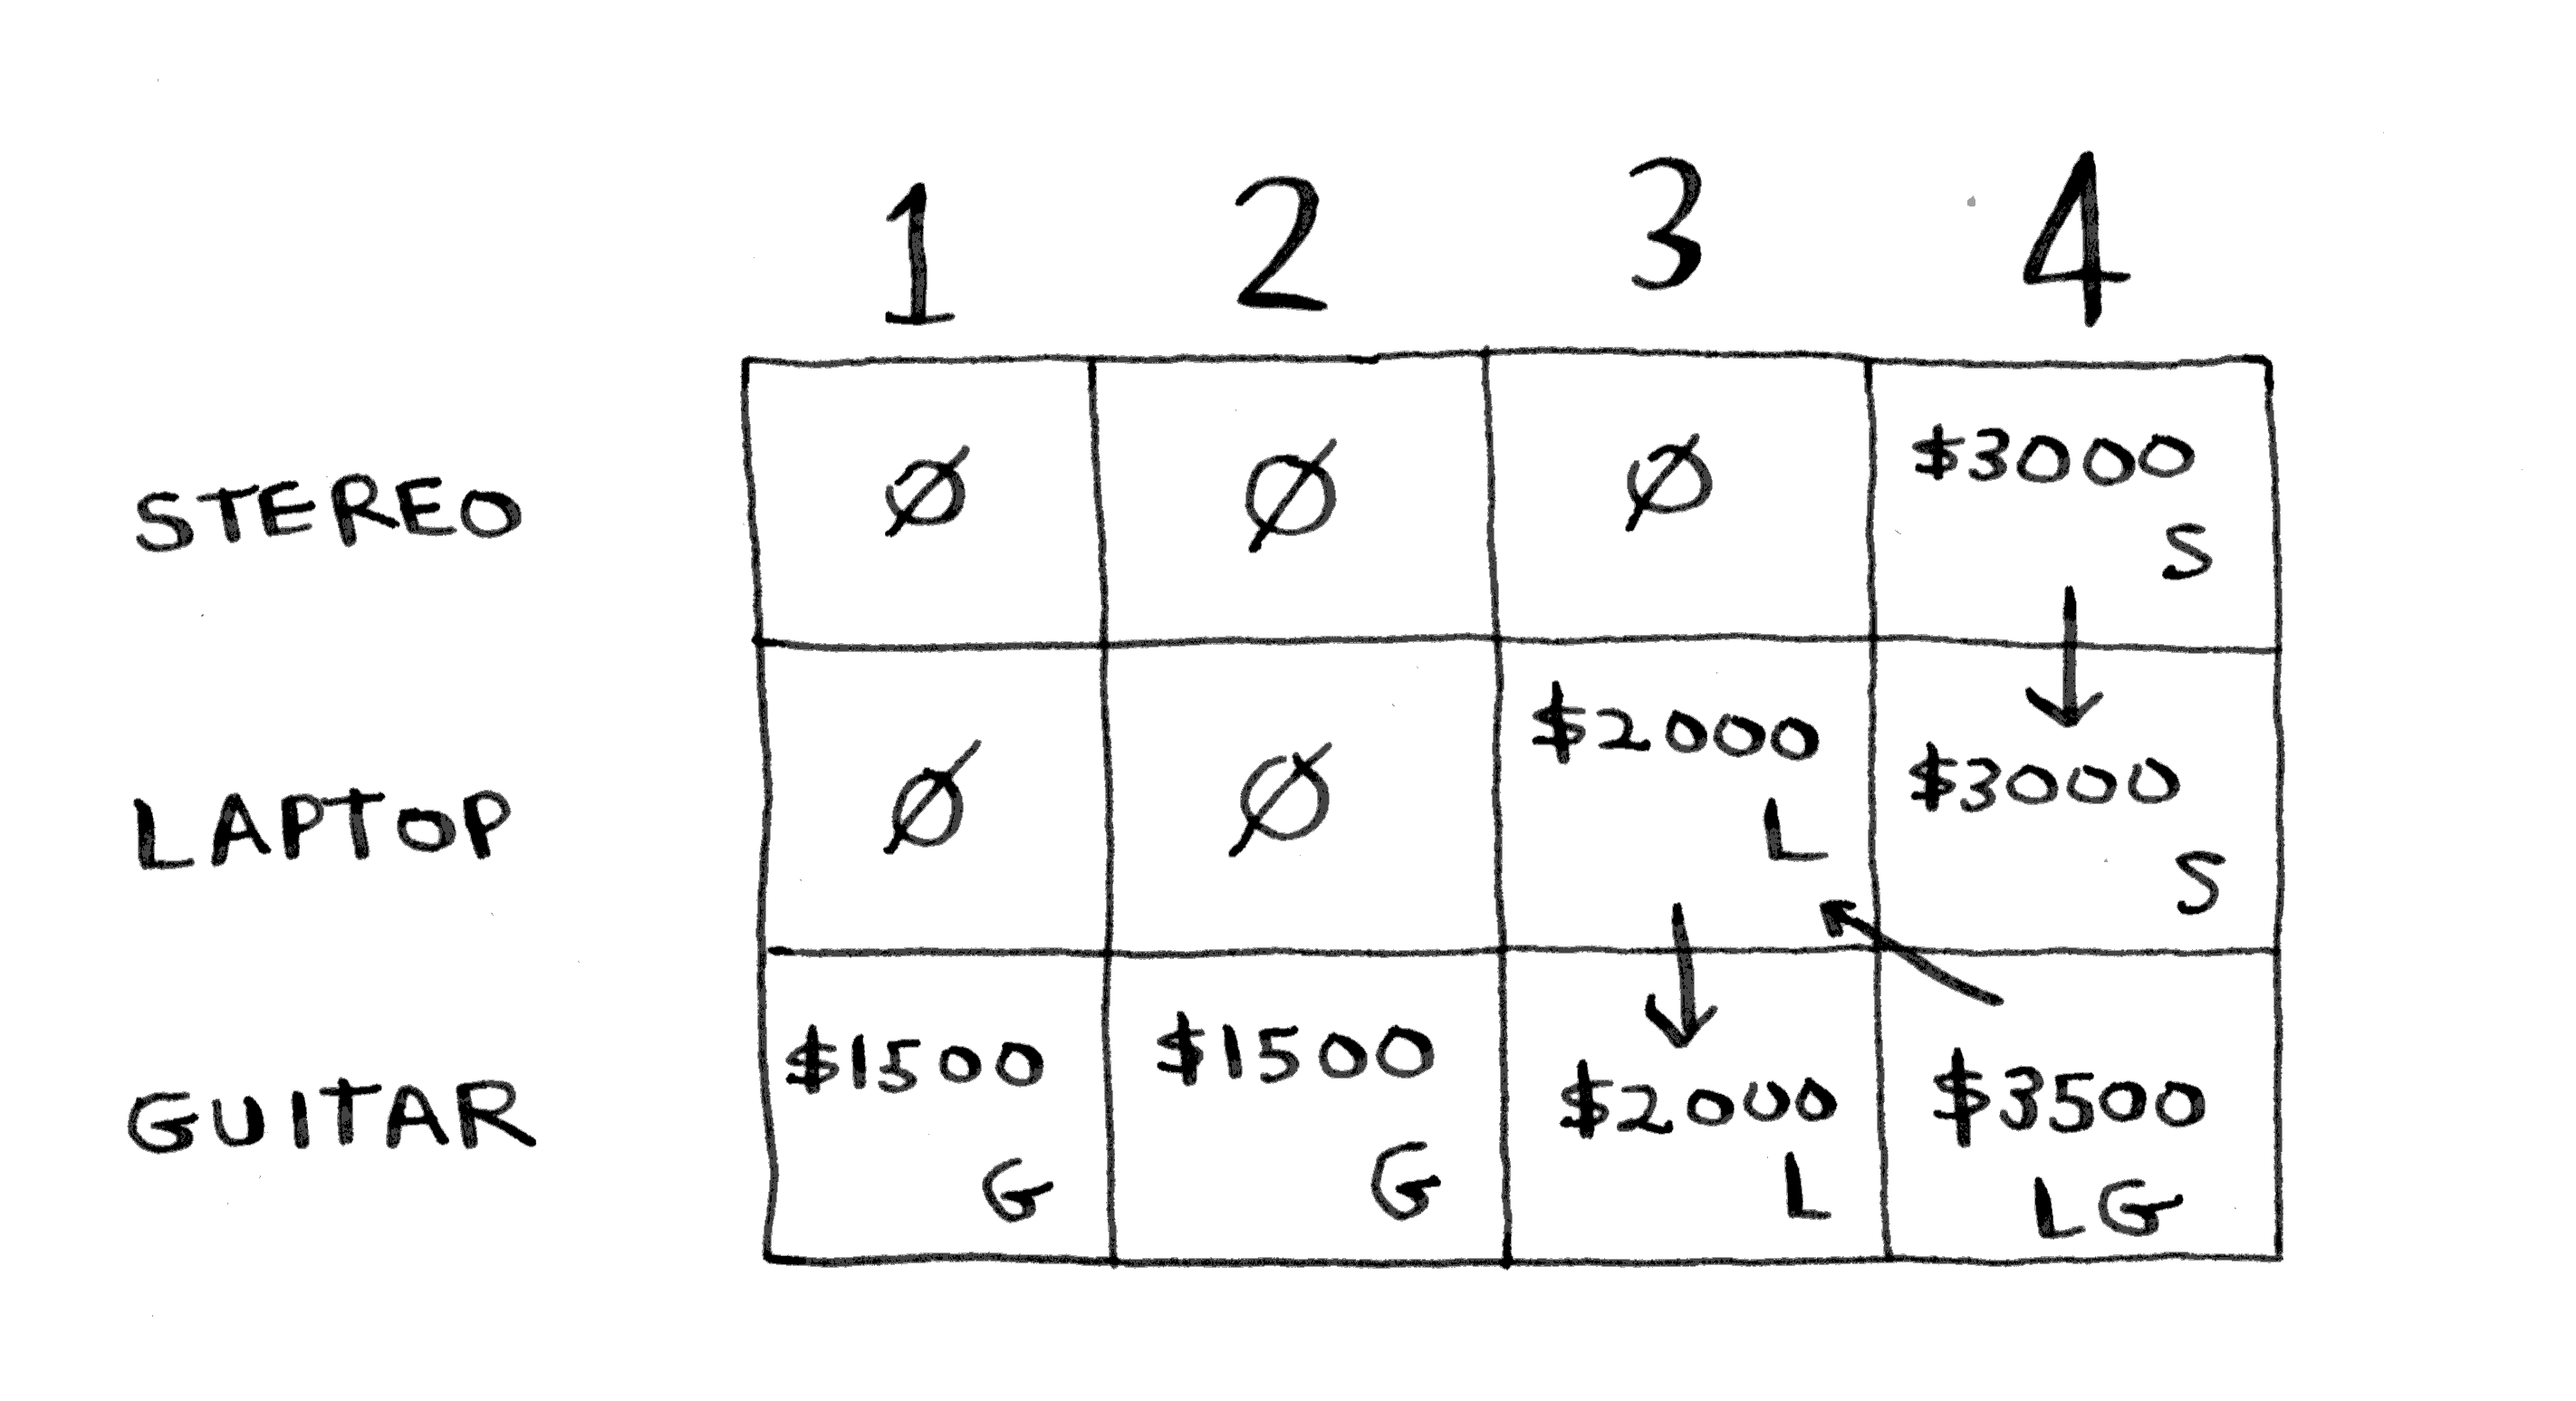 1 2 3 4
STEREO Ø Ø Ø $3000 S
LAPTOP Ø Ø $2000 L $3000 S
GUITAR $1500 G $1500 G $2000 L $3500 LG